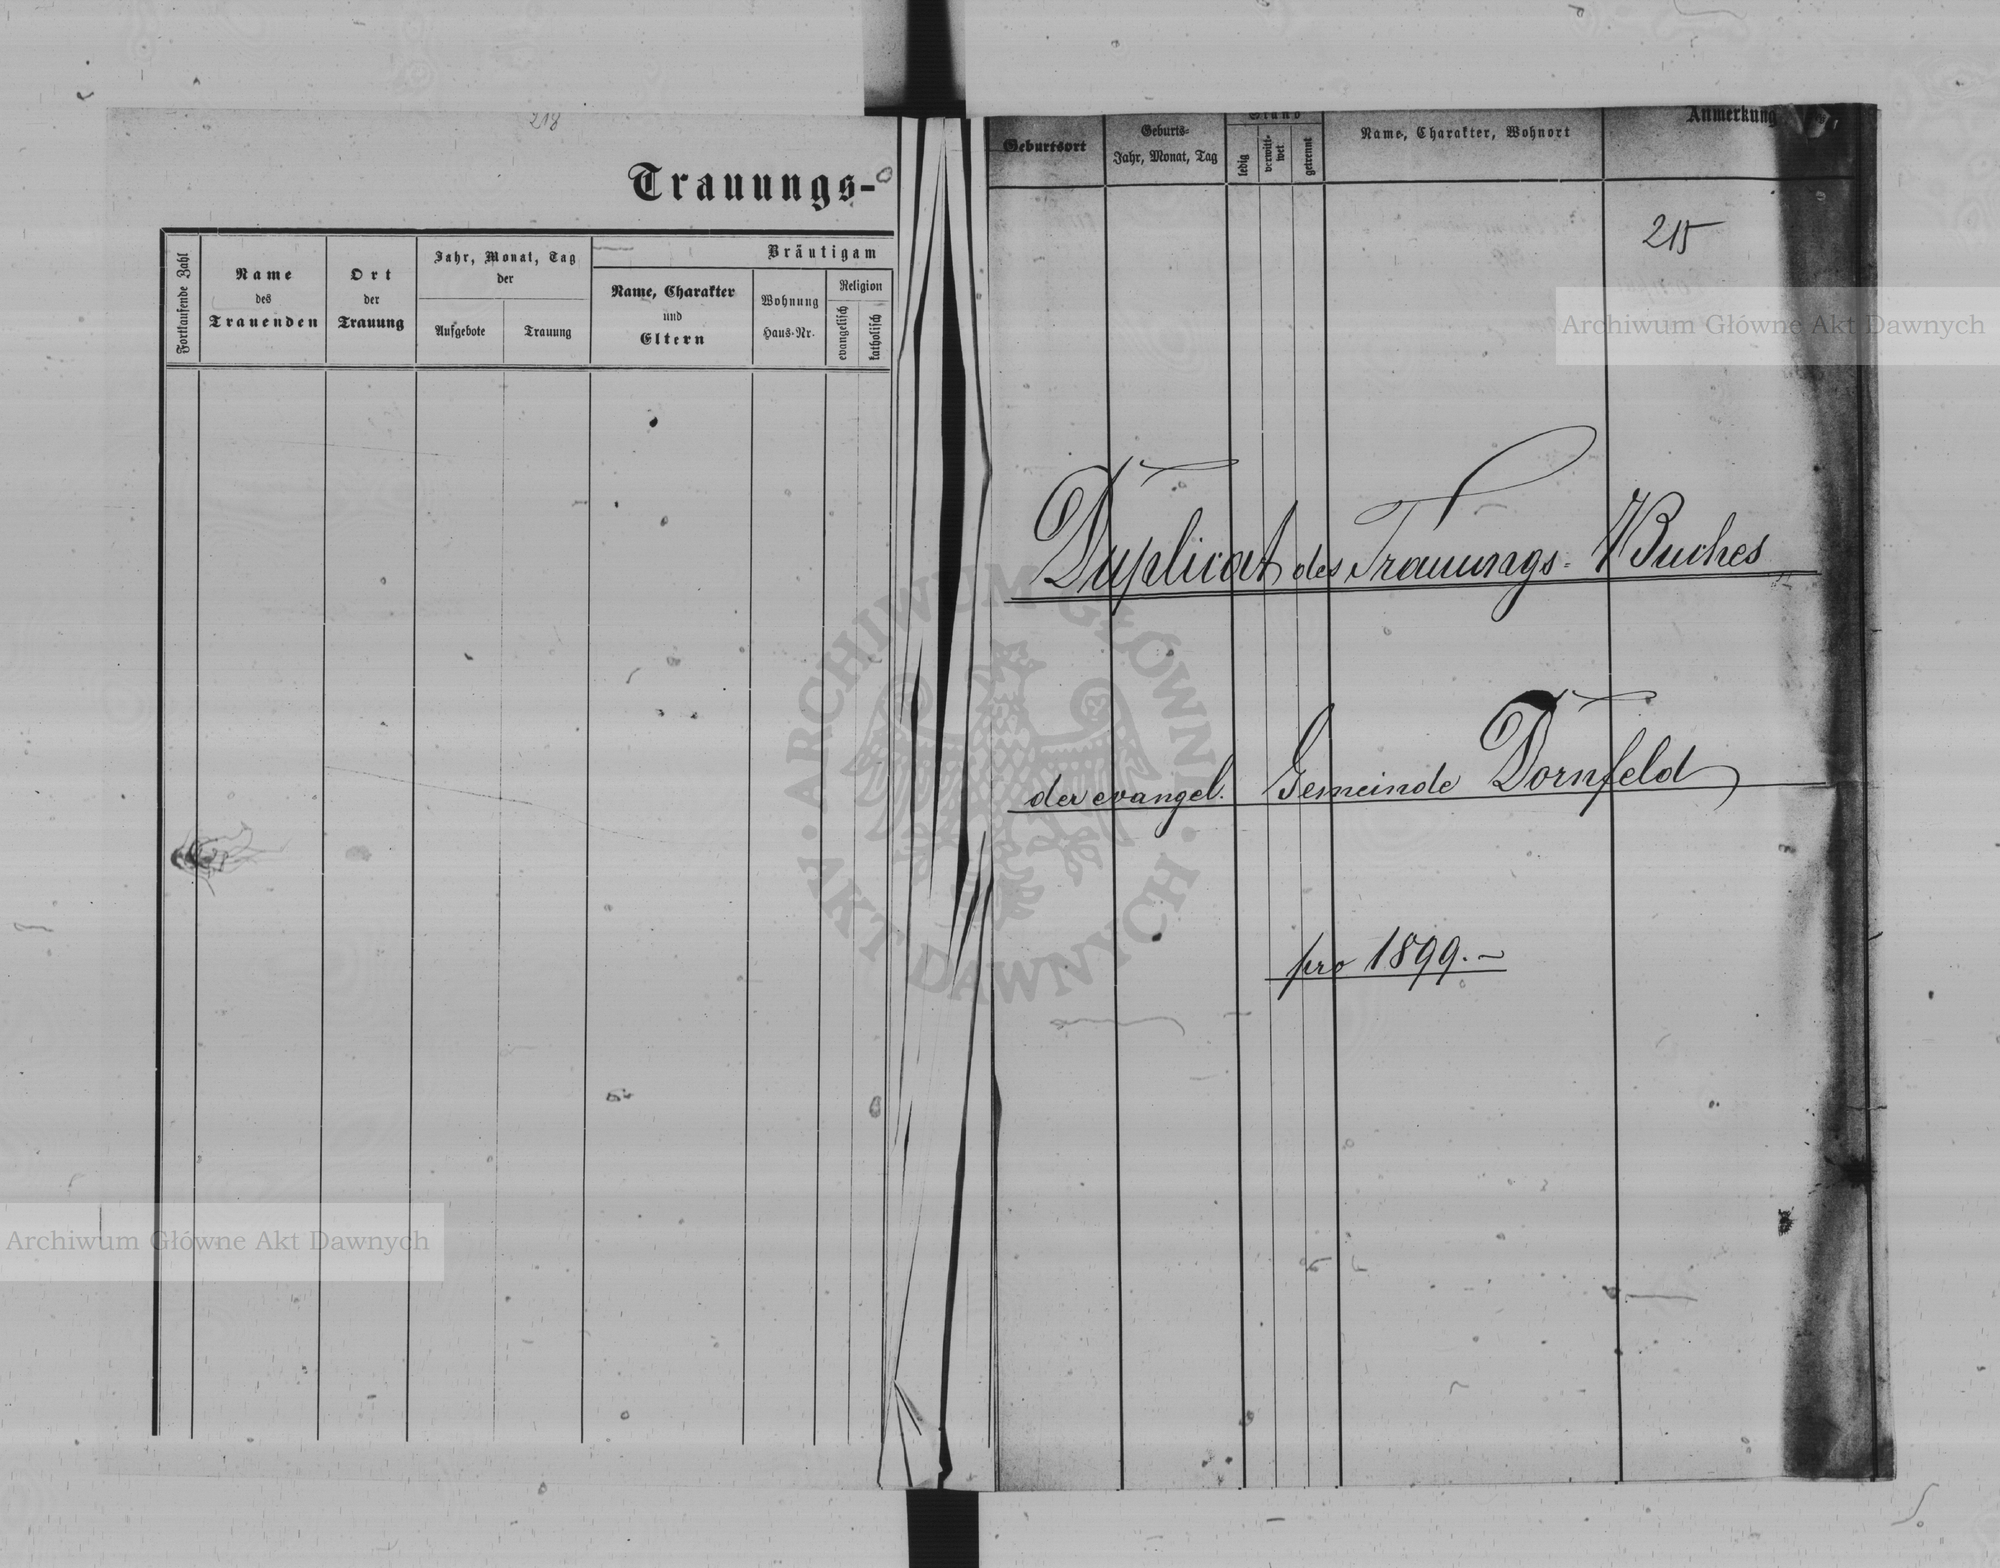 218
Trauungs-
Fortlaufende Zahl
Name
des
Trauenden
Ort
der
Trauung
Jahr, Monat, Tag
der
Aufgebote
Trauung
Bräutigam
Name, Charakter
und
Eltern
Wohnung
Haus-Nr.
Religion
evangelisch
katholisch
Geburtsort
Geburts-
Jahr, Monat, Tag
Stand
ledig
verwit-
wet
getrennt
Name, Charakter, Wohnort
Anmerkung
215
Archiwum Główne Akt Dawnych
Duplicat des Trauungs-Buches
der evangel. Gemeinde Dornfeld
pro 1899.-
ARCHIWUM GŁÓWNE
AKT DAWNYCH
Archiwum Główne Akt Dawnych